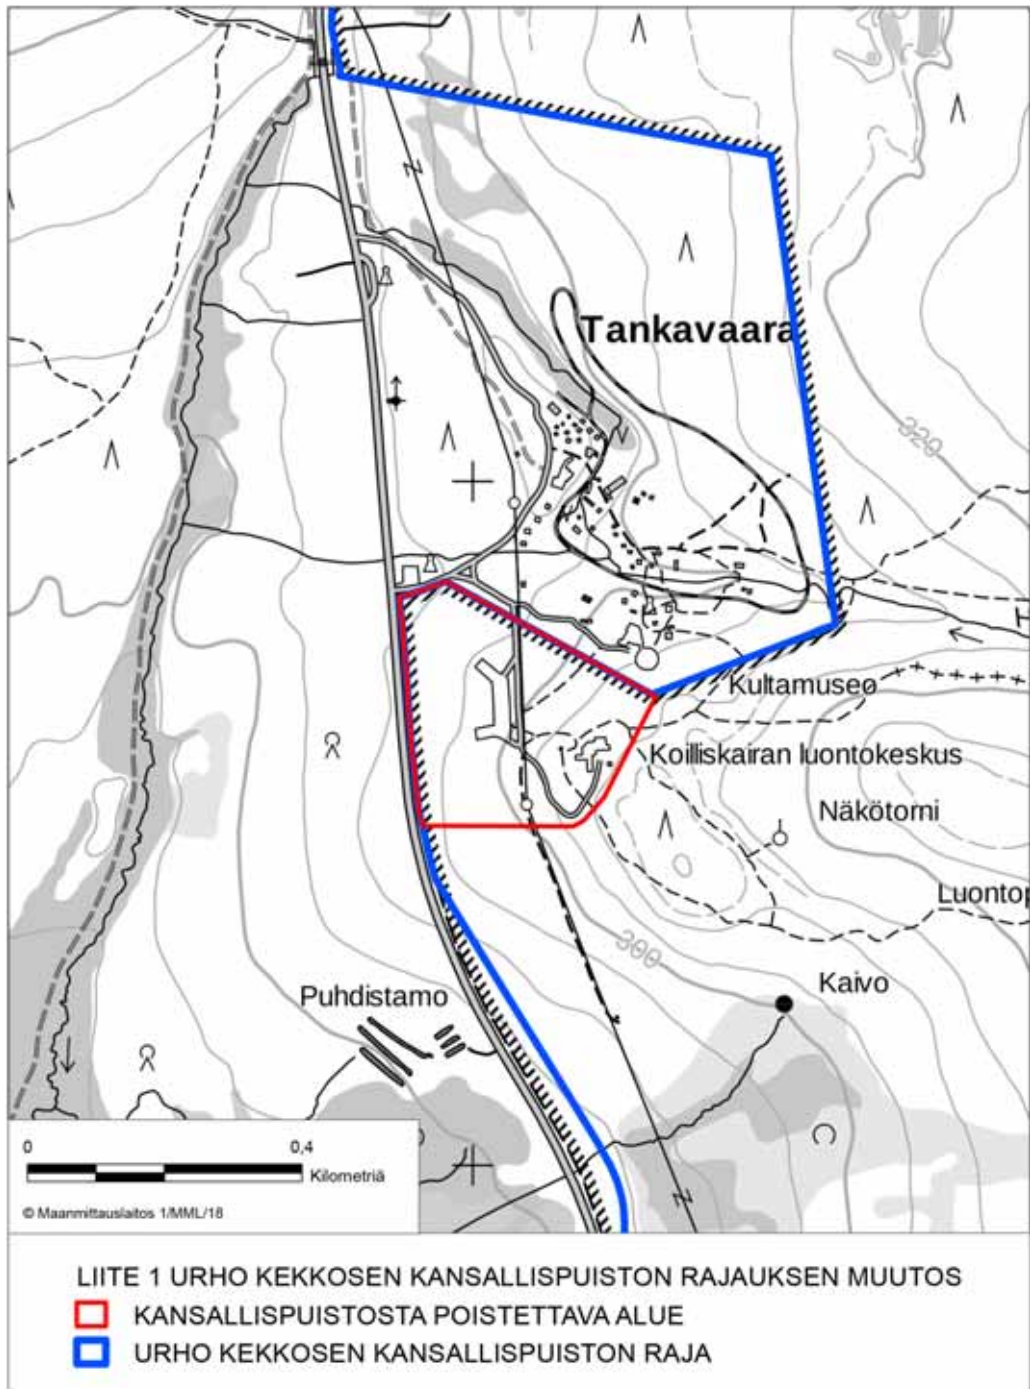 Tankavaara
320
Kultamuseo
Koilliskairan luontokeskus
Näkötorni
Luontop
300
Kaivo
Puhdistamo
0
0,4
Kilometriä
© Maanmittauslaitos 1/MML/18
LIITE 1 URHO KEKKOSEN KANSALLISPUISTON RAJAUKSEN MUUTOS
KANSALLISPUISTOSTA POISTETTAVA ALUE
URHO KEKKOSEN KANSALLISPUISTON RAJA